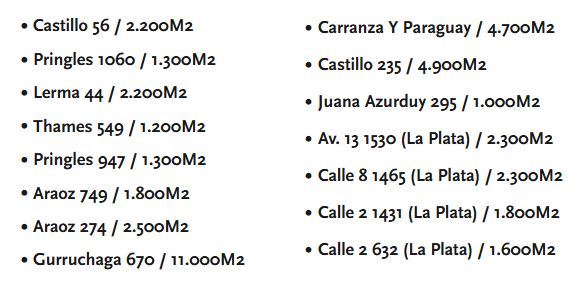 • Castillo 56 / 2.200M2
• Pringles 1060 / 1.300M2
• Lerma 44 / 2.200M2
• Thames 549 / 1.200M2
• Pringles 947 / 1.300M2
• Araoz 749 / 1.800M2
• Araoz 274 / 2.500M2
• Gurruchaga 670 / 11.000M2
• Carranza Y Paraguay / 4.700M2
• Castillo 235 / 4.900M2
• Juana Azurduy 295 / 1.000M2
• Av. 13 1530 (La Plata) / 2.300M2
• Calle 8 1465 (La Plata) / 2.300M2
• Calle 2 1431 (La Plata) / 1.800M2
• Calle 2 632 (La Plata) / 1.600M2